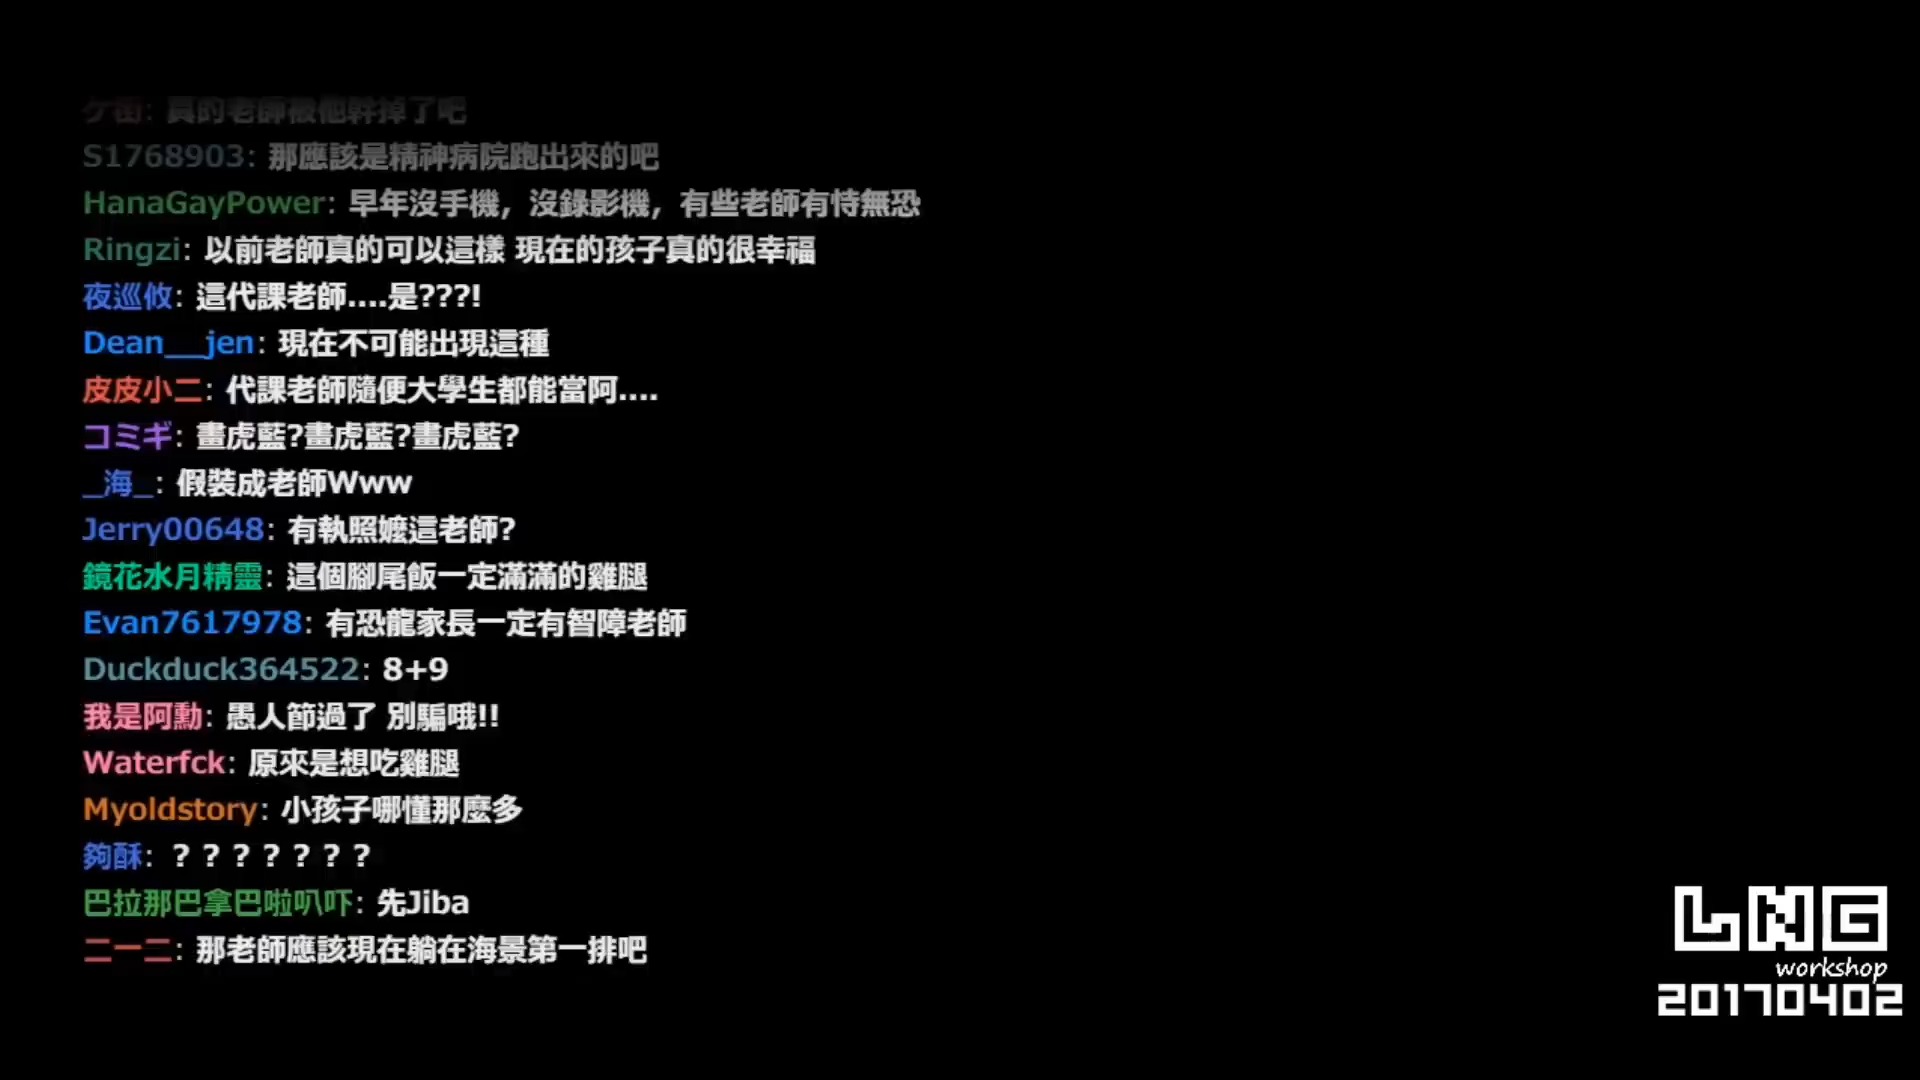 真的老師被他幹掉了吧
S1768903: 那應該是精神病院跑出來的吧
HanaGayPower: 早年沒手機，沒錄影機，有些老師有恃無恐
Ringzi: 以前老師真的可以這樣 現在的孩子真的很幸福
夜巡攸: 這代課老師....是???!
Dean__jen: 現在不可能出現這種
皮皮小二: 代課老師隨便大學生都能當阿....
コミギ: 畫虎藍?畫虎藍?畫虎藍?
_海_: 假裝成老師Www
Jerry00648: 有執照嬤這老師?
鏡花水月精靈: 這個腳尾飯一定滿滿的雞腿
Evan7617978: 有恐龍家長一定有智障老師
Duckduck364522: 8+9
我是阿勳: 愚人節過了 別騙哦!!
Waterfck: 原來是想吃雞腿
Myoldstory: 小孩子哪懂那麼多
夠酥: ？？？？？？？
巴拉那巴拿巴啦叭吓: 先Jiba
二一二: 那老師應該現在躺在海景第一排吧
LNG
workshop
20170402